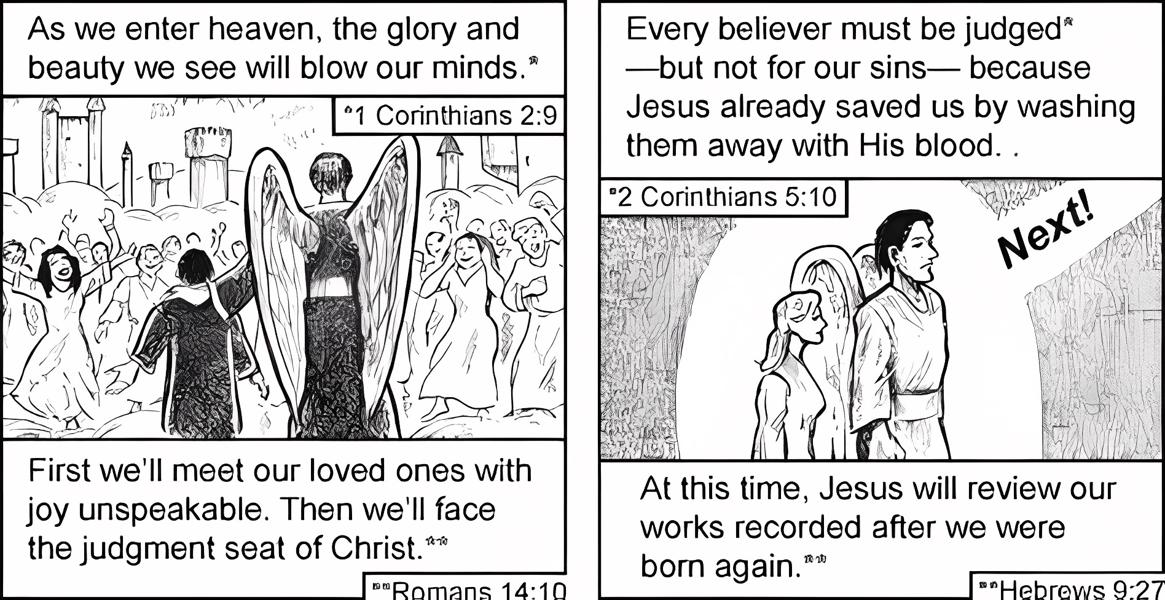 As we enter heaven, the glory and
beauty we see will blow our minds.*
*1 Corinthians 2:9
First we'll meet our loved ones with
joy unspeakable. Then we'll face
the judgment seat of Christ.**
**Romans 14:10
Every believer must be judged*
—but not for our sins— because
Jesus already saved us by washing
them away with His blood. .
*2 Corinthians 5:10
Next!
At this time, Jesus will review our
works recorded after we were
born again.**
**Hebrews 9:27